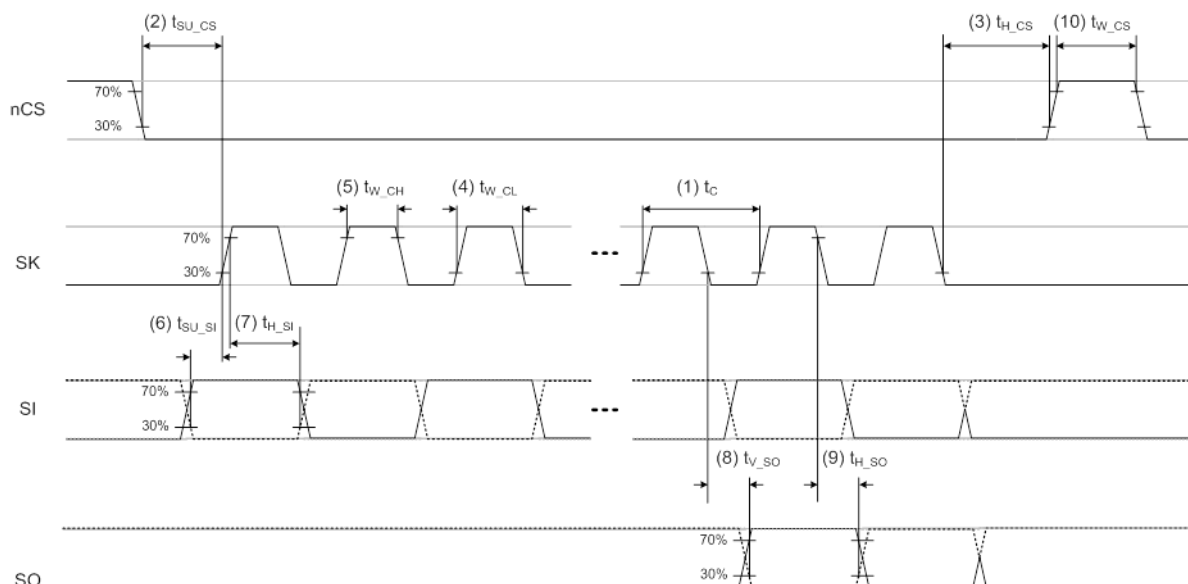 (2) tSU_CS
(3) tH_CS
(10) tW_CS
nCS
70%
30%
(5) tW_CH
(4) tW_CL
(1) tC
SK
70%
30%
...
(6) tSU_SI
(7) tH_SI
SI
70%
30%
...
(8) tV_SO
(9) tH_SO
SO
70%
30%